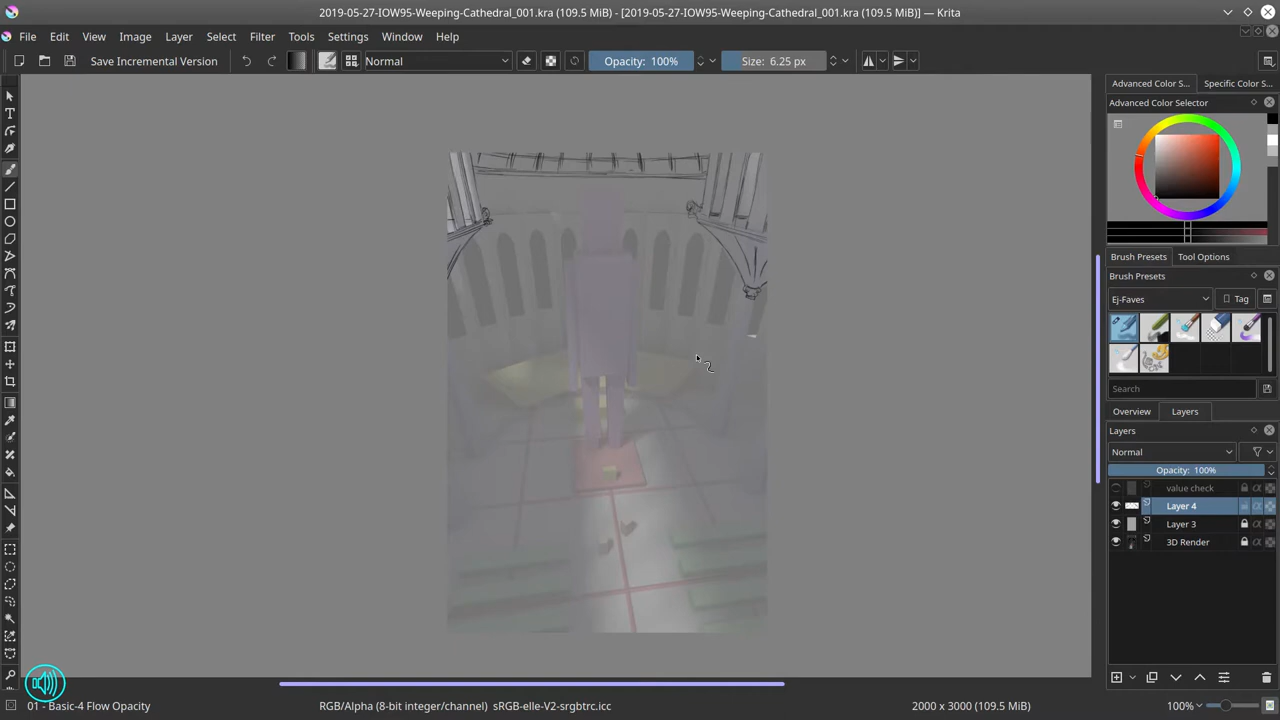 2019-05-27-IOW95-Weeping-Cathedral_001.kra (109.5 MiB) - [2019-05-27-IOW95-Weeping-Cathedral_001.kra (109.5 MiB)] — Krita
File Edit View Image Layer Select Filter Tools Settings Window Help
Save Incremental Version Normal Opacity: 100% Size: 6.25 px
Advanced Color S... Specific Color S...
Advanced Color Selector
Brush Presets Tool Options
Brush Presets
Ej-Faves Tag
Search
Overview Layers
Layers
Normal
Opacity: 100%
value check
Layer 4
Layer 3
3D Render
01 - Basic-4 Flow Opacity RGB/Alpha (8-bit integer/channel) sRGB-elle-V2-srgbtrc.icc 2000 x 3000 (109.5 MiB) 100%